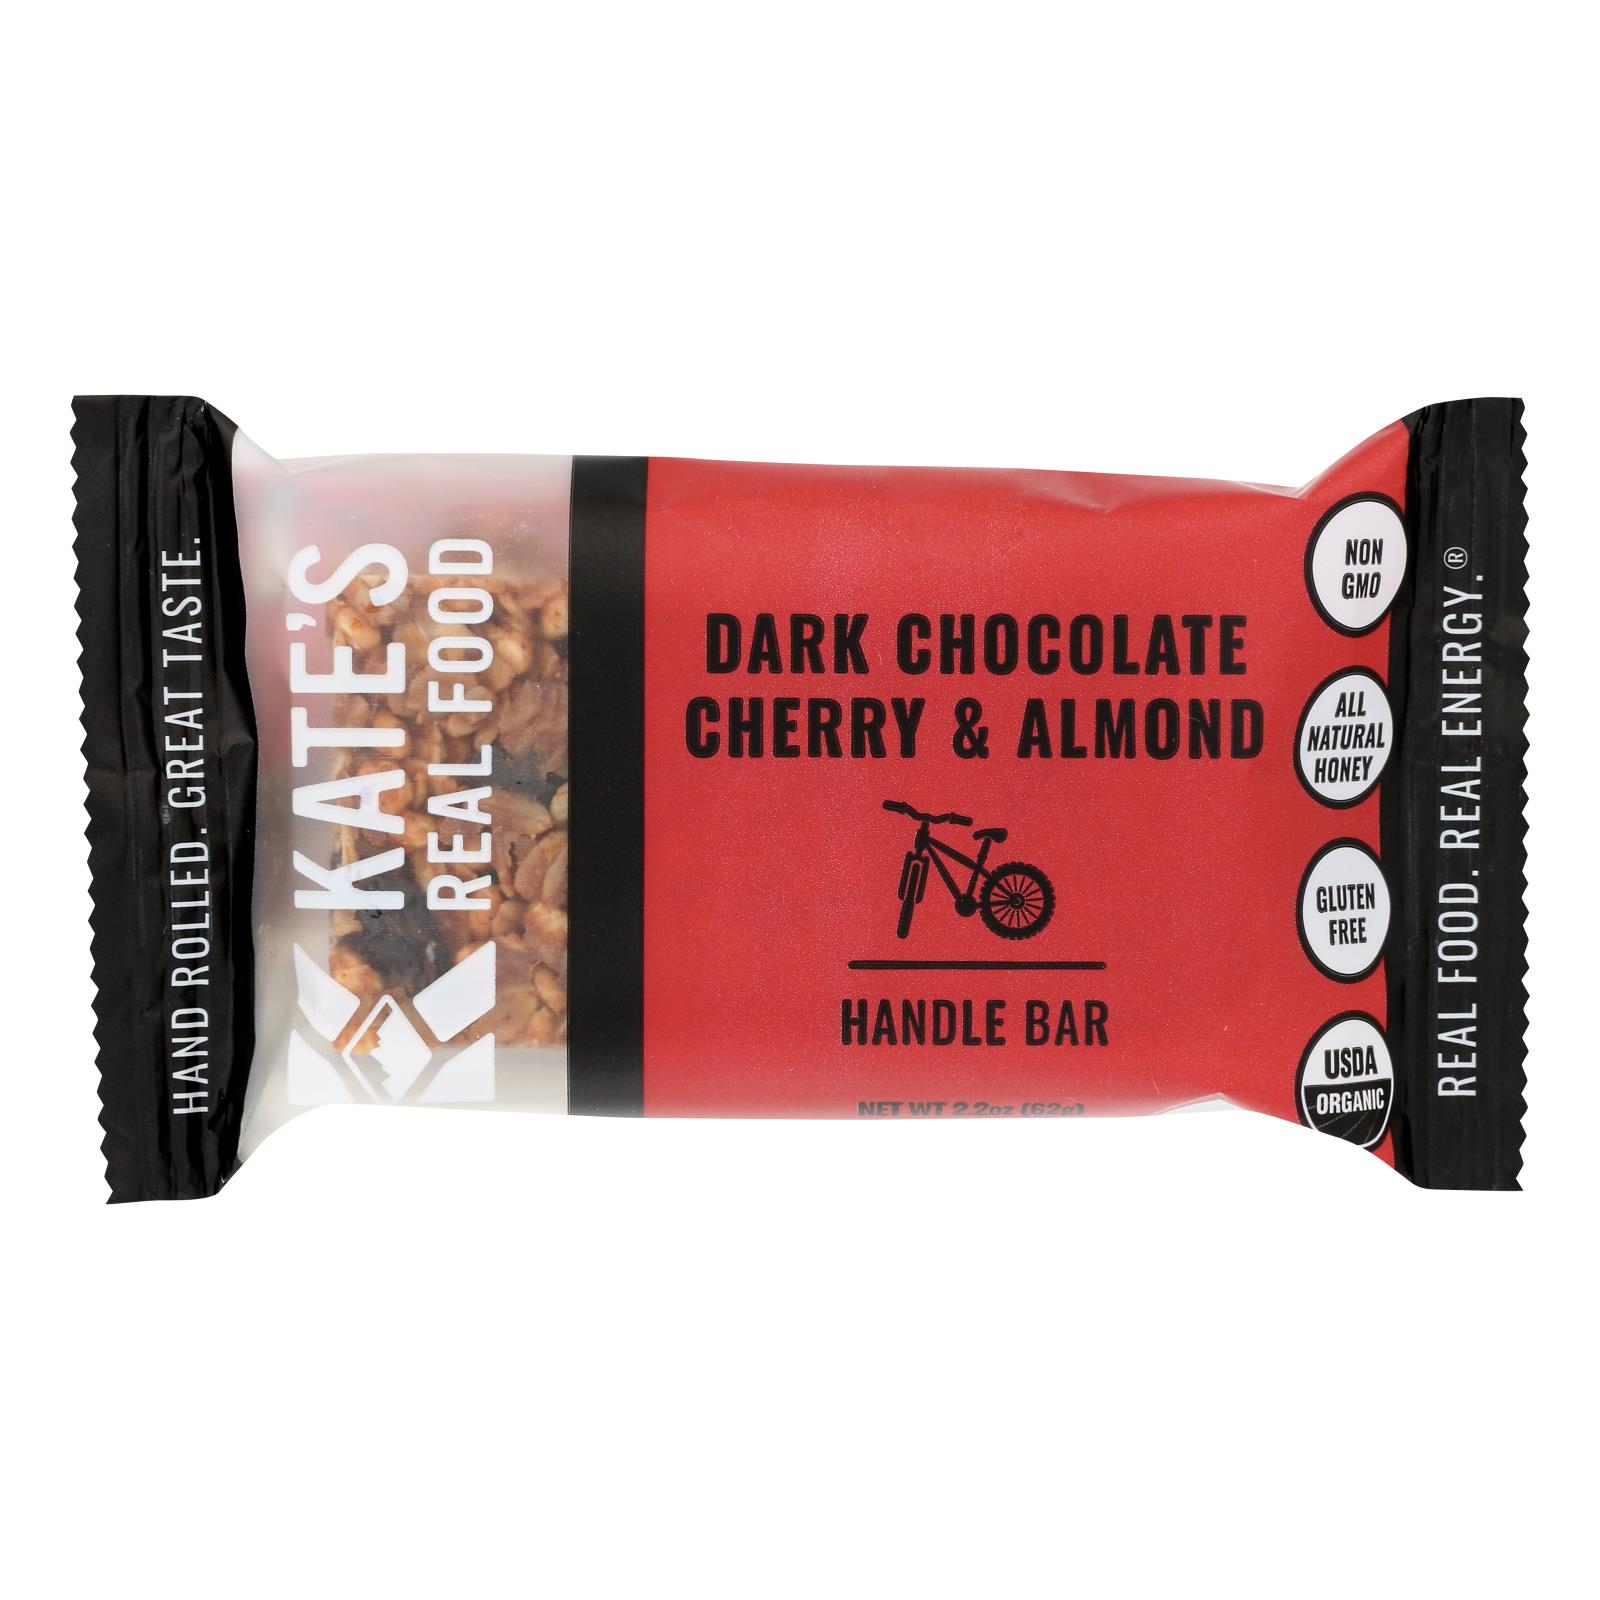 HAND ROLLED. GREAT TASTE.
KATE'S
REAL FOOD
DARK CHOCOLATE
CHERRY & ALMOND
HANDLE BAR
NET WT 2.2oz (62g)
NON
GMO
ALL
NATURAL
HONEY
GLUTEN
FREE
USDA
ORGANIC
REAL FOOD. REAL ENERGY.®